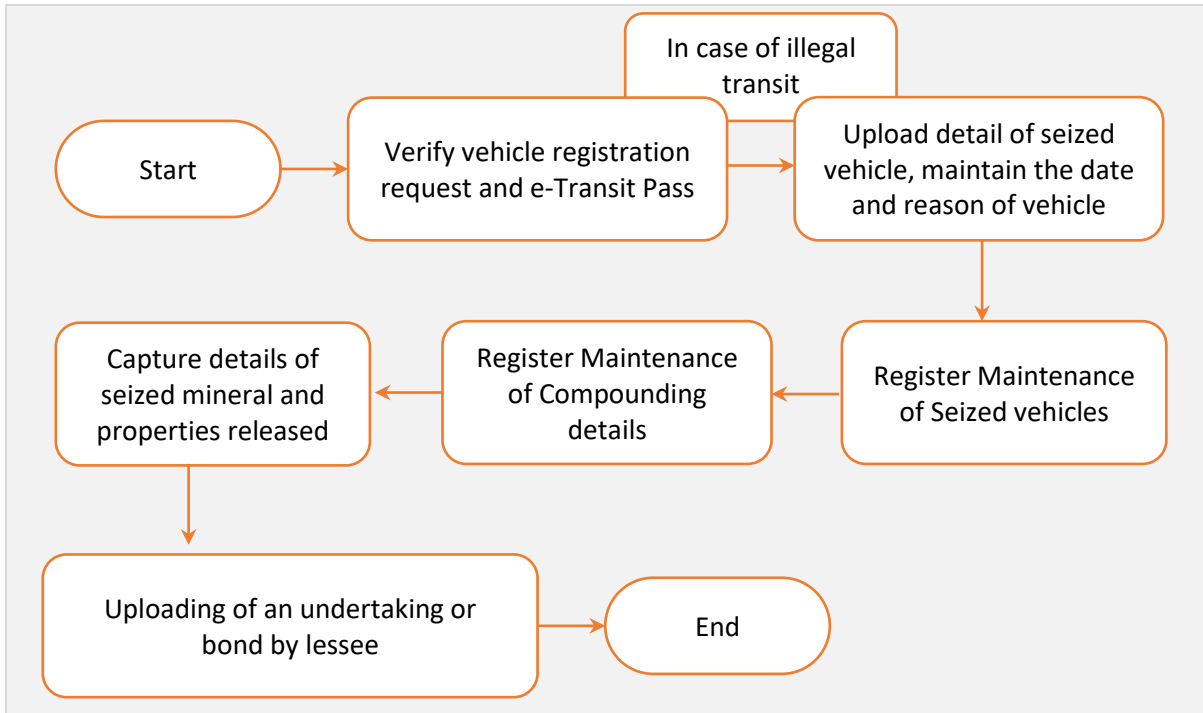 In case of illegal
transit
Start
Verify vehicle registration
request and e-Transit Pass
Upload detail of seized
vehicle, maintain the date
and reason of vehicle
Register Maintenance
of Seized vehicles
Register Maintenance
of Compounding
details
Capture details of
seized mineral and
properties released
Uploading of an undertaking or
bond by lessee
End